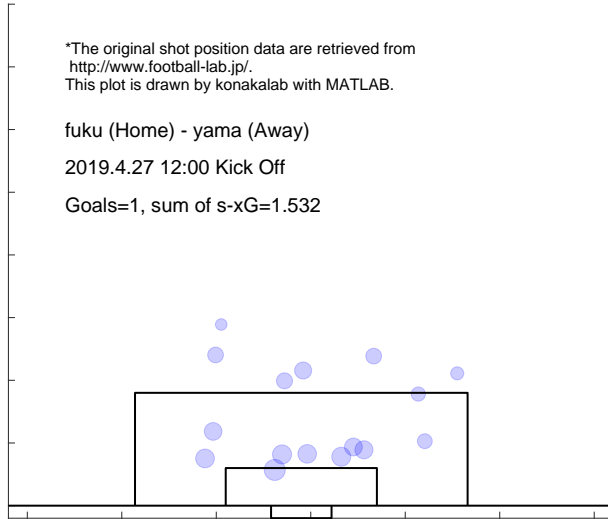 *The original shot position data are retrieved from
http://www.football-lab.jp/.
This plot is drawn by konakalab with MATLAB.
fuku (Home) - yama (Away)
2019.4.27 12:00 Kick Off
Goals=1, sum of s-xG=1.532